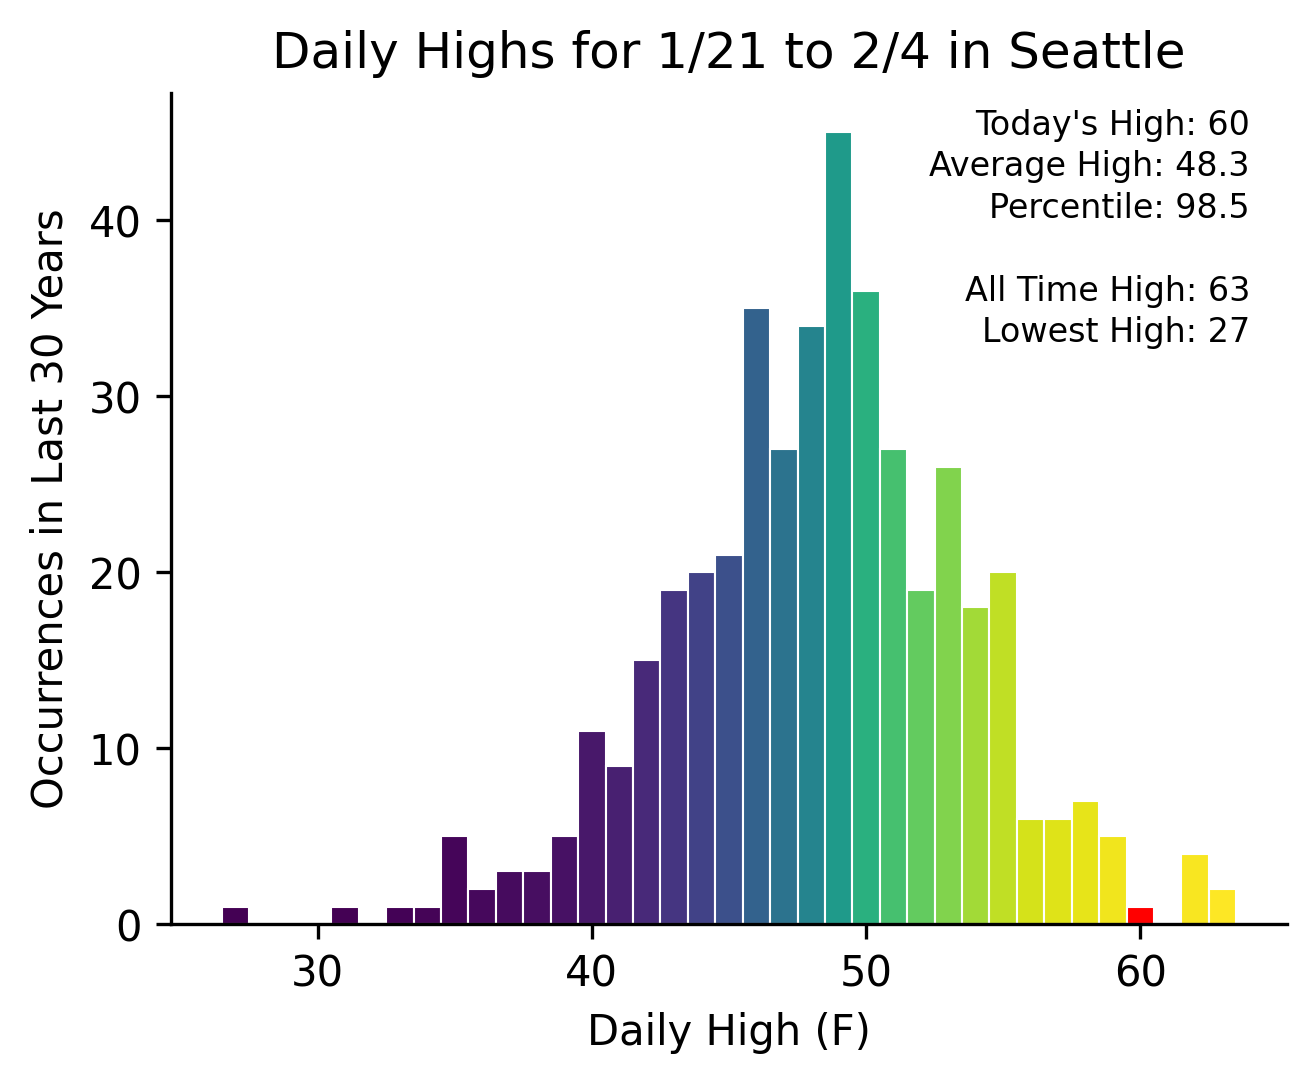 Daily Highs for 1/21 to 2/4 in Seattle
Today's High: 60
Average High: 48.3
Percentile: 98.5
All Time High: 63
Lowest High: 27
Occurrences in Last 30 Years
40
30
20
10
0
30
40
50
60
Daily High (F)